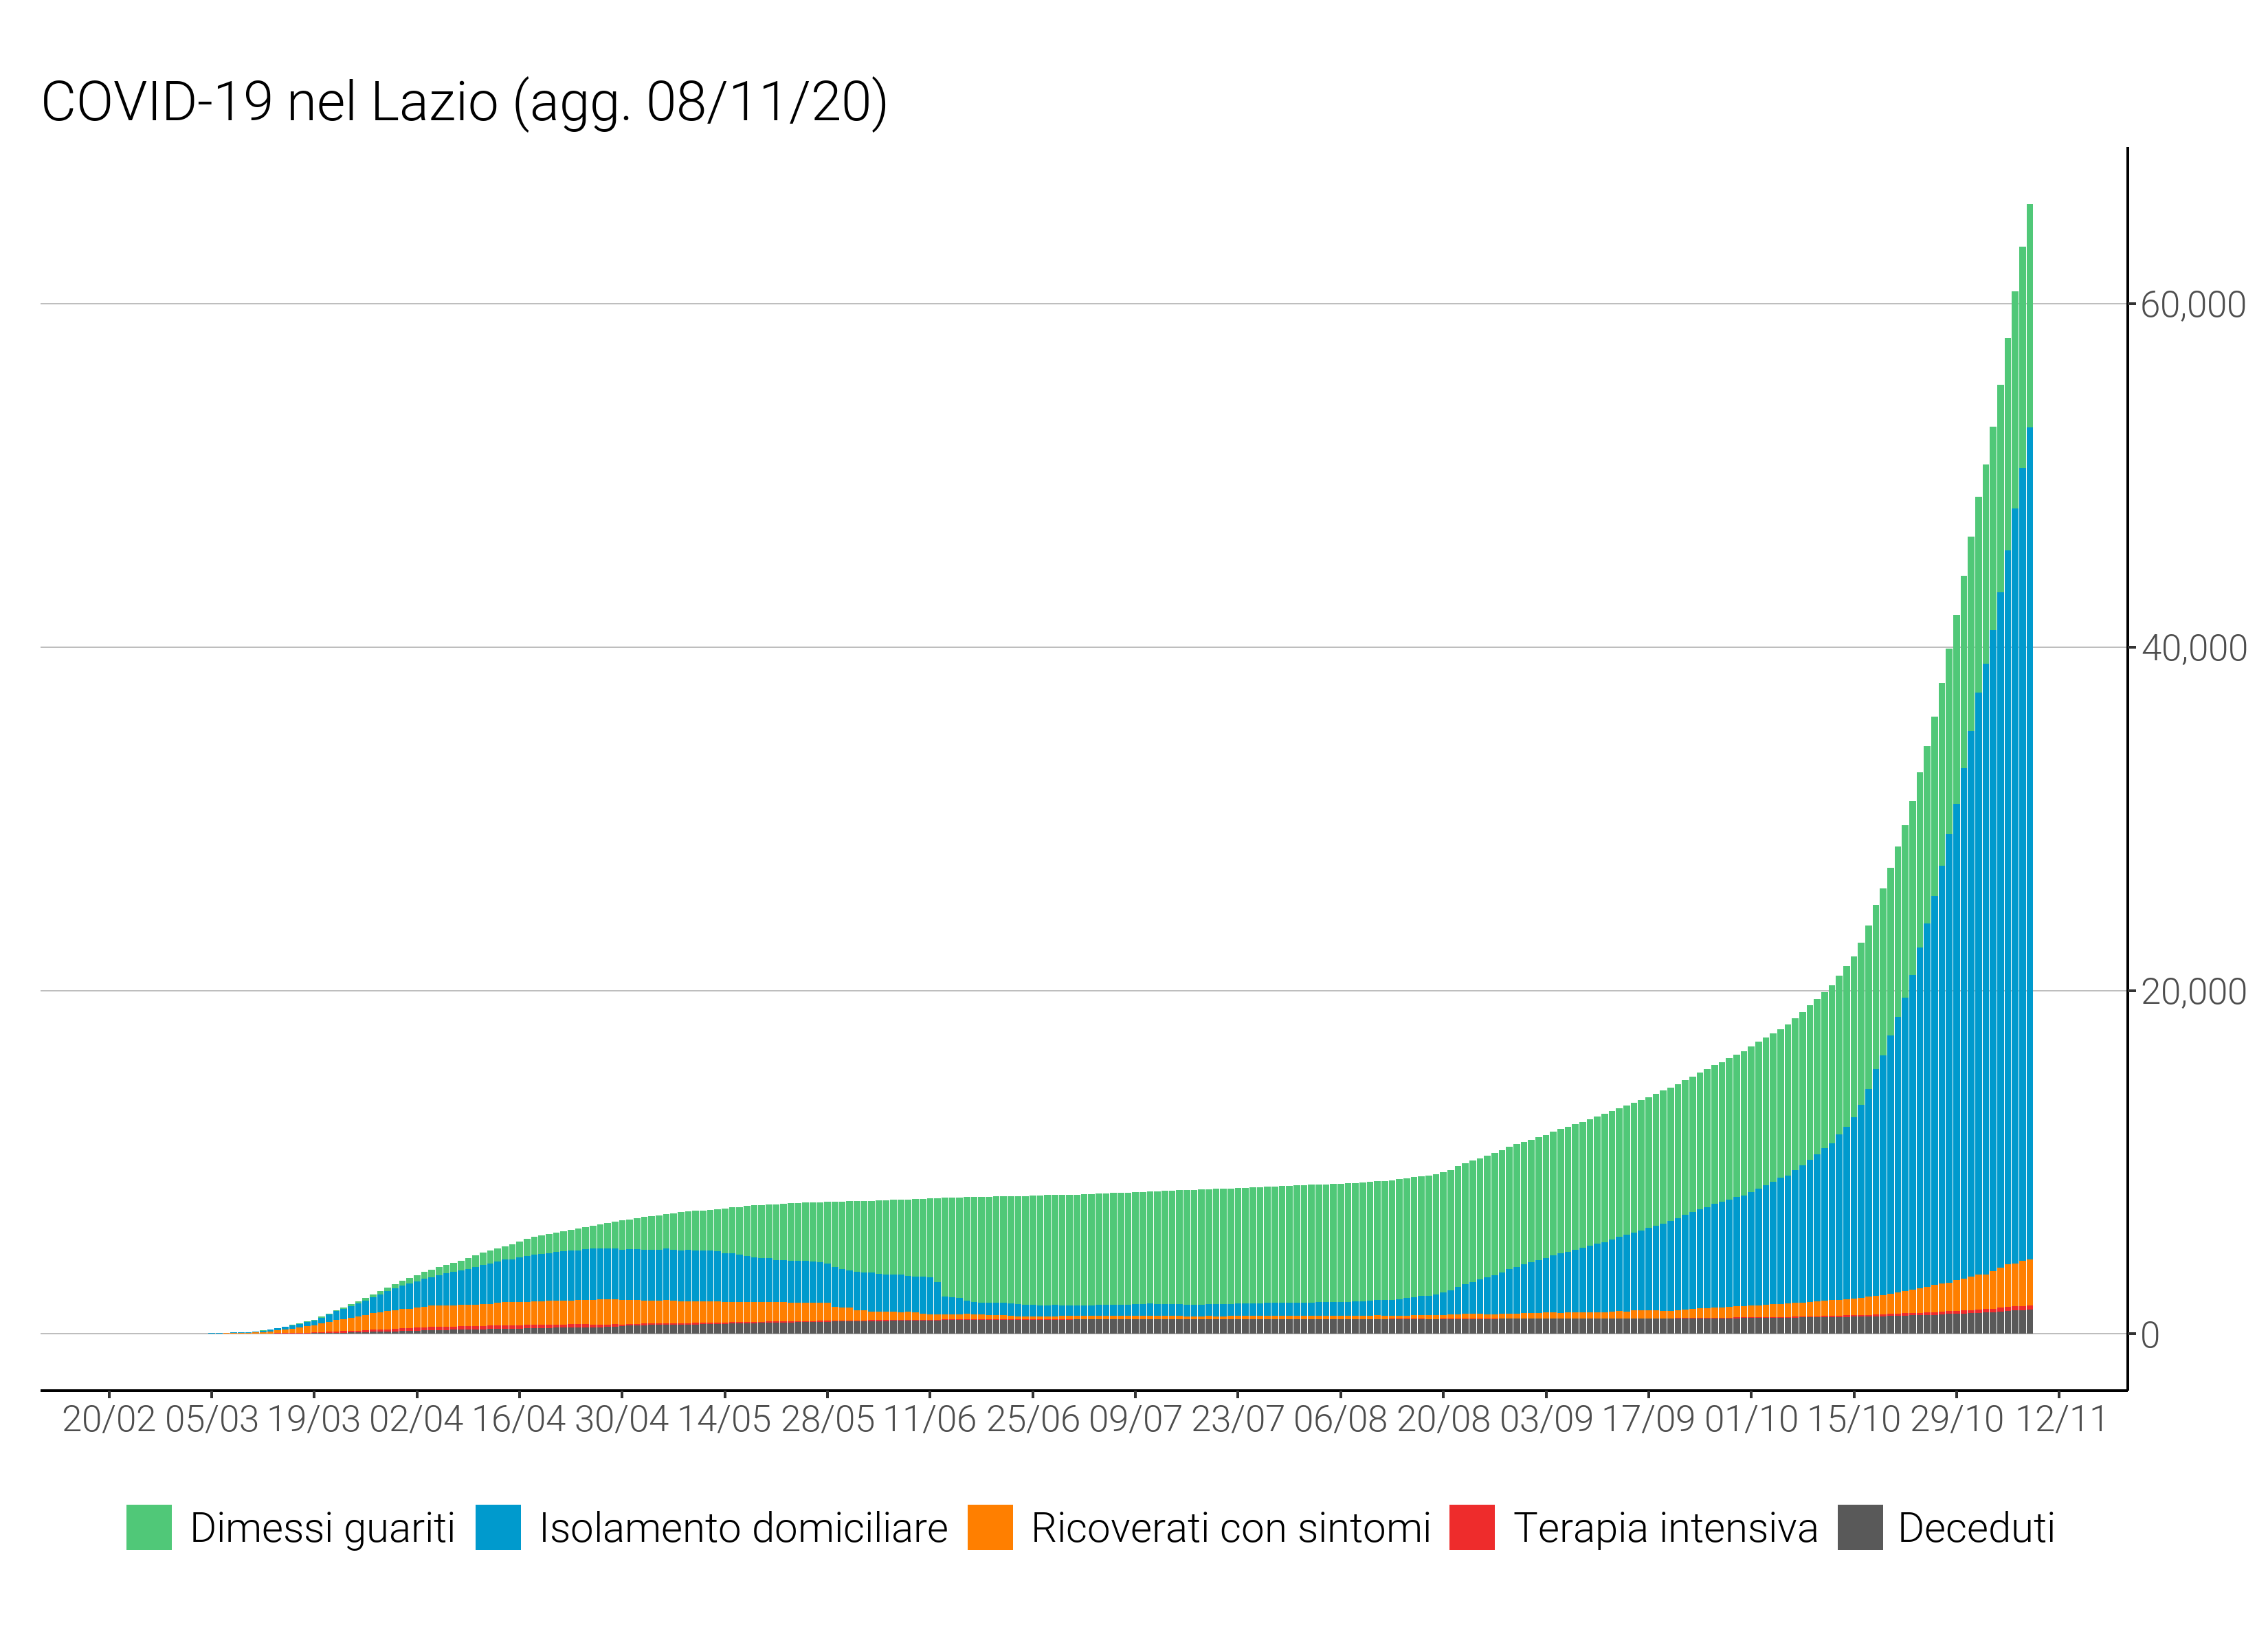 COVID-19 nel Lazio (agg. 08/11/20)
60,000
40,000
20,000
0
20/02 05/03 19/03 02/04 16/04 30/04 14/05 28/05 11/06 25/06 09/07 23/07 06/08 20/08 03/09 17/09 01/10 15/10 29/10 12/11
Dimessi guariti Isolamento domiciliare Ricoverati con sintomi Terapia intensiva Deceduti